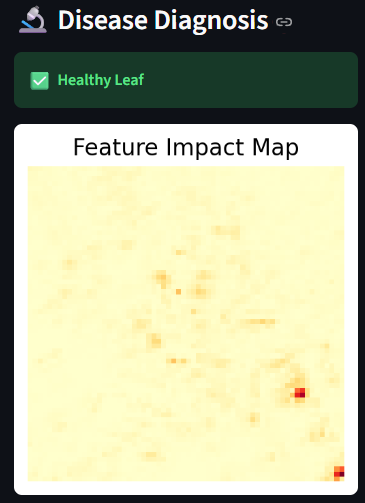 Disease Diagnosis
Healthy Leaf
Feature Impact Map